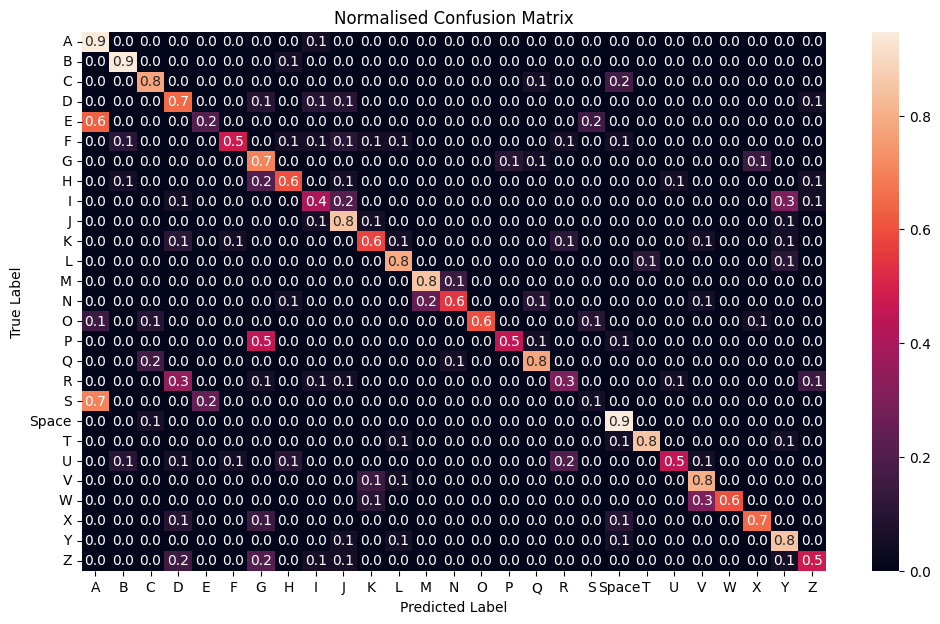 Normalised Confusion Matrix
A 0.9 0.0 0.0 0.0 0.0 0.0 0.0 0.0 0.1 0.0 0.0 0.0 0.0 0.0 0.0 0.0 0.0 0.0 0.0 0.0 0.0 0.0 0.0 0.0 0.0 0.0 0.0
B 0.0 0.9 0.0 0.0 0.0 0.0 0.0 0.1 0.0 0.0 0.0 0.0 0.0 0.0 0.0 0.0 0.0 0.0 0.0 0.0 0.0 0.0 0.0 0.0 0.0 0.0 0.0
C 0.0 0.0 0.8 0.0 0.0 0.0 0.0 0.0 0.0 0.0 0.0 0.0 0.0 0.0 0.0 0.0 0.1 0.0 0.0 0.2 0.0 0.0 0.0 0.0 0.0 0.0 0.0
D 0.0 0.0 0.0 0.7 0.0 0.0 0.1 0.0 0.1 0.1 0.0 0.0 0.0 0.0 0.0 0.0 0.0 0.0 0.0 0.0 0.0 0.0 0.0 0.0 0.0 0.0 0.1
E 0.6 0.0 0.0 0.0 0.2 0.0 0.0 0.0 0.0 0.0 0.0 0.0 0.0 0.0 0.0 0.0 0.0 0.0 0.2 0.0 0.0 0.0 0.0 0.0 0.0 0.0 0.0
F 0.0 0.1 0.0 0.0 0.0 0.5 0.0 0.1 0.1 0.1 0.1 0.1 0.0 0.0 0.0 0.0 0.0 0.1 0.0 0.1 0.0 0.0 0.0 0.0 0.0 0.0 0.0
G 0.0 0.0 0.0 0.0 0.0 0.0 0.7 0.0 0.0 0.0 0.0 0.0 0.0 0.0 0.0 0.1 0.1 0.0 0.0 0.0 0.0 0.0 0.0 0.0 0.1 0.0 0.0
H 0.0 0.1 0.0 0.0 0.0 0.0 0.2 0.6 0.0 0.1 0.0 0.0 0.0 0.0 0.0 0.0 0.0 0.0 0.0 0.0 0.0 0.1 0.0 0.0 0.0 0.0 0.1
I 0.0 0.0 0.0 0.1 0.0 0.0 0.0 0.0 0.4 0.2 0.0 0.0 0.0 0.0 0.0 0.0 0.0 0.0 0.0 0.0 0.0 0.0 0.0 0.0 0.0 0.3 0.1
J 0.0 0.0 0.0 0.0 0.0 0.0 0.0 0.0 0.1 0.8 0.1 0.0 0.0 0.0 0.0 0.0 0.0 0.0 0.0 0.0 0.0 0.0 0.0 0.0 0.0 0.1 0.0
K 0.0 0.0 0.0 0.1 0.0 0.1 0.0 0.0 0.0 0.0 0.6 0.1 0.0 0.0 0.0 0.0 0.0 0.1 0.0 0.0 0.0 0.0 0.1 0.0 0.0 0.1 0.0
L 0.0 0.0 0.0 0.0 0.0 0.0 0.0 0.0 0.0 0.0 0.0 0.8 0.0 0.0 0.0 0.0 0.0 0.0 0.0 0.0 0.1 0.0 0.0 0.0 0.0 0.1 0.0
M 0.0 0.0 0.0 0.0 0.0 0.0 0.0 0.0 0.0 0.0 0.0 0.0 0.8 0.1 0.0 0.0 0.0 0.0 0.0 0.0 0.0 0.0 0.0 0.0 0.0 0.0 0.0
N 0.0 0.0 0.0 0.0 0.0 0.0 0.0 0.1 0.0 0.0 0.0 0.0 0.2 0.6 0.0 0.0 0.1 0.0 0.0 0.0 0.0 0.0 0.1 0.0 0.0 0.0 0.0
O 0.1 0.0 0.1 0.0 0.0 0.0 0.0 0.0 0.0 0.0 0.0 0.0 0.0 0.0 0.6 0.0 0.0 0.0 0.1 0.0 0.0 0.0 0.0 0.0 0.1 0.0 0.0
P 0.0 0.0 0.0 0.0 0.0 0.0 0.5 0.0 0.0 0.0 0.0 0.0 0.0 0.0 0.0 0.5 0.1 0.0 0.0 0.1 0.0 0.0 0.0 0.0 0.0 0.0 0.0
Q 0.0 0.0 0.2 0.0 0.0 0.0 0.0 0.0 0.0 0.0 0.0 0.0 0.0 0.1 0.0 0.0 0.8 0.0 0.0 0.0 0.0 0.0 0.0 0.0 0.0 0.0 0.0
R 0.0 0.0 0.0 0.3 0.0 0.0 0.1 0.0 0.1 0.1 0.0 0.0 0.0 0.0 0.0 0.0 0.0 0.3 0.0 0.0 0.0 0.1 0.0 0.0 0.0 0.0 0.1
S 0.7 0.0 0.0 0.0 0.2 0.0 0.0 0.0 0.0 0.0 0.0 0.0 0.0 0.0 0.0 0.0 0.0 0.0 0.1 0.0 0.0 0.0 0.0 0.0 0.0 0.0 0.0
Space 0.0 0.0 0.1 0.0 0.0 0.0 0.0 0.0 0.0 0.0 0.0 0.0 0.0 0.0 0.0 0.0 0.0 0.0 0.0 0.9 0.0 0.0 0.0 0.0 0.0 0.0 0.0
T 0.0 0.0 0.0 0.0 0.0 0.0 0.0 0.0 0.0 0.0 0.0 0.1 0.0 0.0 0.0 0.0 0.0 0.0 0.0 0.1 0.8 0.0 0.0 0.0 0.0 0.1 0.0
U 0.0 0.1 0.0 0.1 0.0 0.1 0.0 0.1 0.0 0.0 0.0 0.0 0.0 0.0 0.0 0.0 0.0 0.2 0.0 0.0 0.0 0.5 0.1 0.0 0.0 0.0 0.0
V 0.0 0.0 0.0 0.0 0.0 0.0 0.0 0.0 0.0 0.0 0.1 0.1 0.0 0.0 0.0 0.0 0.0 0.0 0.0 0.0 0.0 0.0 0.8 0.0 0.0 0.0 0.0
W 0.0 0.0 0.0 0.0 0.0 0.0 0.0 0.0 0.0 0.0 0.1 0.0 0.0 0.0 0.0 0.0 0.0 0.0 0.0 0.0 0.0 0.0 0.3 0.6 0.0 0.0 0.0
X 0.0 0.0 0.0 0.1 0.0 0.0 0.1 0.0 0.0 0.0 0.0 0.0 0.0 0.0 0.0 0.0 0.0 0.0 0.0 0.1 0.0 0.0 0.0 0.0 0.7 0.0 0.0
Y 0.0 0.0 0.0 0.0 0.0 0.0 0.0 0.0 0.0 0.1 0.0 0.1 0.0 0.0 0.0 0.0 0.0 0.0 0.0 0.1 0.0 0.0 0.0 0.0 0.0 0.8 0.0
Z 0.0 0.0 0.0 0.2 0.0 0.0 0.2 0.0 0.1 0.1 0.0 0.0 0.0 0.0 0.0 0.0 0.0 0.0 0.0 0.0 0.0 0.0 0.0 0.0 0.0 0.1 0.5
A B C D E F G H I J K L M N O P Q R S Space T U V W X Y Z
Predicted Label
True Label
0.8
0.6
0.4
0.2
0.0